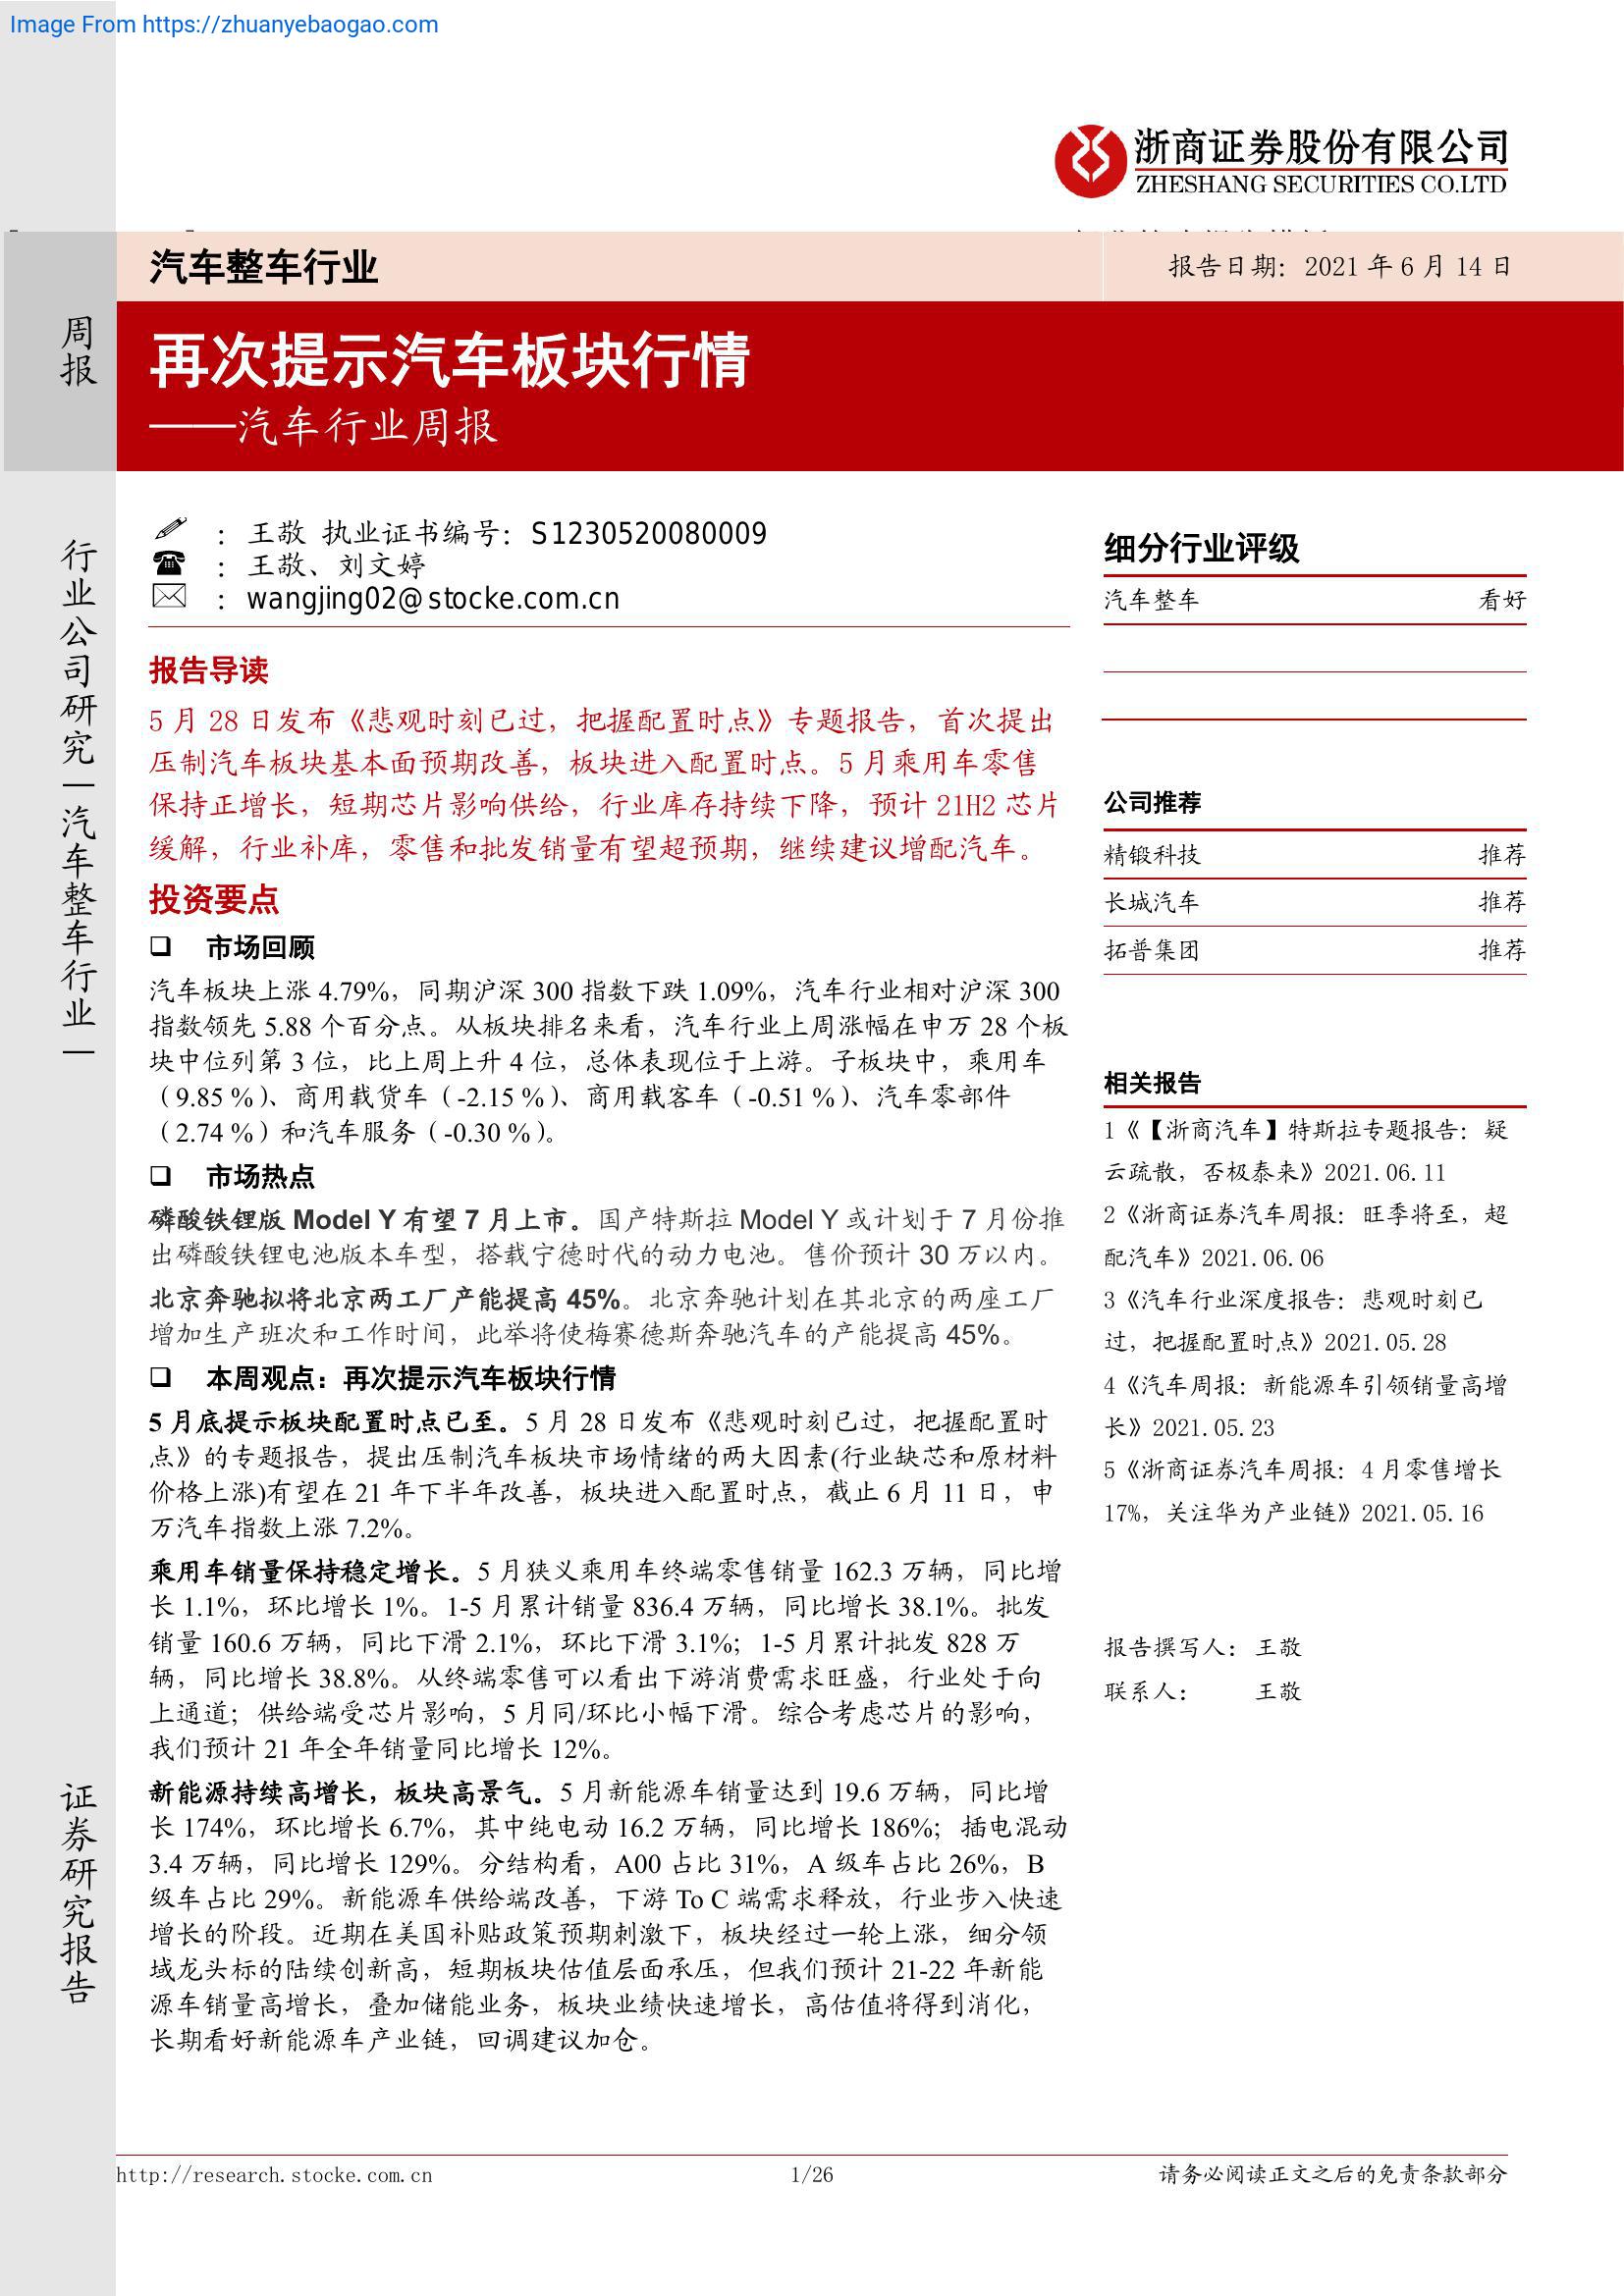 Image From https://zhuanyebaogao.com
浙商证券股份有限公司
ZHESHANG SECURITIES CO.LTD
汽车整车行业
报告日期：2021 年 6 月 14 日
周报
再次提示汽车板块行情
——汽车行业周报
行业公司研究｜汽车整车行业｜
证券研究报告
：王敬 执业证书编号：S1230520080009
：王敬、刘文婷
：wangjing02@stocke.com.cn
报告导读
5 月 28 日发布《悲观时刻已过，把握配置时点》专题报告，首次提出
压制汽车板块基本面预期改善，板块进入配置时点。5 月乘用车零售
保持正增长，短期芯片影响供给，行业库存持续下降，预计 21H2 芯片
缓解，行业补库，零售和批发销量有望超预期，继续建议增配汽车。
投资要点
❑ 市场回顾
汽车板块上涨 4.79%，同期沪深 300 指数下跌 1.09%，汽车行业相对沪深 300
指数领先 5.88 个百分点。从板块排名来看，汽车行业上周涨幅在申万 28 个板
块中位列第 3 位，比上周上升 4 位，总体表现位于上游。子板块中，乘用车
（9.85 %）、商用载货车（-2.15 %）、商用载客车（-0.51 %）、汽车零部件
（2.74 %）和汽车服务（-0.30 %）。
❑ 市场热点
磷酸铁锂版 Model Y 有望 7 月上市。国产特斯拉 Model Y 或计划于 7 月份推
出磷酸铁锂电池版本车型，搭载宁德时代的动力电池。售价预计 30 万以内。
北京奔驰拟将北京两工厂产能提高 45%。北京奔驰计划在其北京的两座工厂
增加生产班次和工作时间，此举将使梅赛德斯奔驰汽车的产能提高 45%。
❑ 本周观点：再次提示汽车板块行情
5 月底提示板块配置时点已至。5 月 28 日发布《悲观时刻已过，把握配置时
点》的专题报告，提出压制汽车板块市场情绪的两大因素(行业缺芯和原材料
价格上涨)有望在 21 年下半年改善，板块进入配置时点，截止 6 月 11 日，申
万汽车指数上涨 7.2%。
乘用车销量保持稳定增长。5 月狭义乘用车终端零售销量 162.3 万辆，同比增
长 1.1%，环比增长 1%。1-5 月累计销量 836.4 万辆，同比增长 38.1%。批发
销量 160.6 万辆，同比下滑 2.1%，环比下滑 3.1%；1-5 月累计批发 828 万
辆，同比增长 38.8%。从终端零售可以看出下游消费需求旺盛，行业处于向
上通道；供给端受芯片影响，5 月同/环比小幅下滑。综合考虑芯片的影响，
我们预计 21 年全年销量同比增长 12%。
新能源持续高增长，板块高景气。5 月新能源车销量达到 19.6 万辆，同比增
长 174%，环比增长 6.7%，其中纯电动 16.2 万辆，同比增长 186%；插电混动
3.4 万辆，同比增长 129%。分结构看，A00 占比 31%，A 级车占比 26%，B
级车占比 29%。新能源车供给端改善，下游 To C 端需求释放，行业步入快速
增长的阶段。近期在美国补贴政策预期刺激下，板块经过一轮上涨，细分领
域龙头标的陆续创新高，短期板块估值层面承压，但我们预计 21-22 年新能
源车销量高增长，叠加储能业务，板块业绩快速增长，高估值将得到消化，
长期看好新能源车产业链，回调建议加仓。
细分行业评级
汽车整车 看好
公司推荐
精锻科技 推荐
长城汽车 推荐
拓普集团 推荐
相关报告
1《【浙商汽车】特斯拉专题报告：疑
云疏散，否极泰来》2021.06.11
2《浙商证券汽车周报：旺季将至，超
配汽车》2021.06.06
3《汽车行业深度报告：悲观时刻已
过，把握配置时点》2021.05.28
4《汽车周报：新能源车引领销量高增
长》2021.05.23
5《浙商证券汽车周报：4 月零售增长
17%，关注华为产业链》2021.05.16
报告撰写人：王敬
联系人： 王敬
http://research.stocke.com.cn
1/26
请务必阅读正文之后的免责条款部分